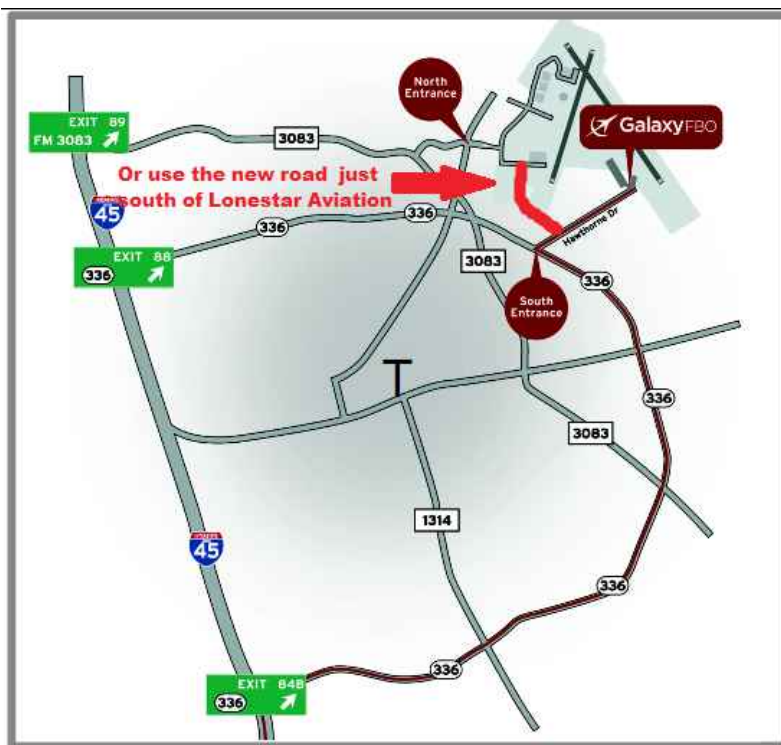 North
Entrance
EXIT 89
FM 3083
3083
GalaxyFBO
Or use the new road just
south of Lonestar Aviation
45
336
336
336
Hawthorne Dr
EXIT 88
336
3083
336
South
Entrance
T
336
3083
1314
45
336
336
EXIT 84B
336